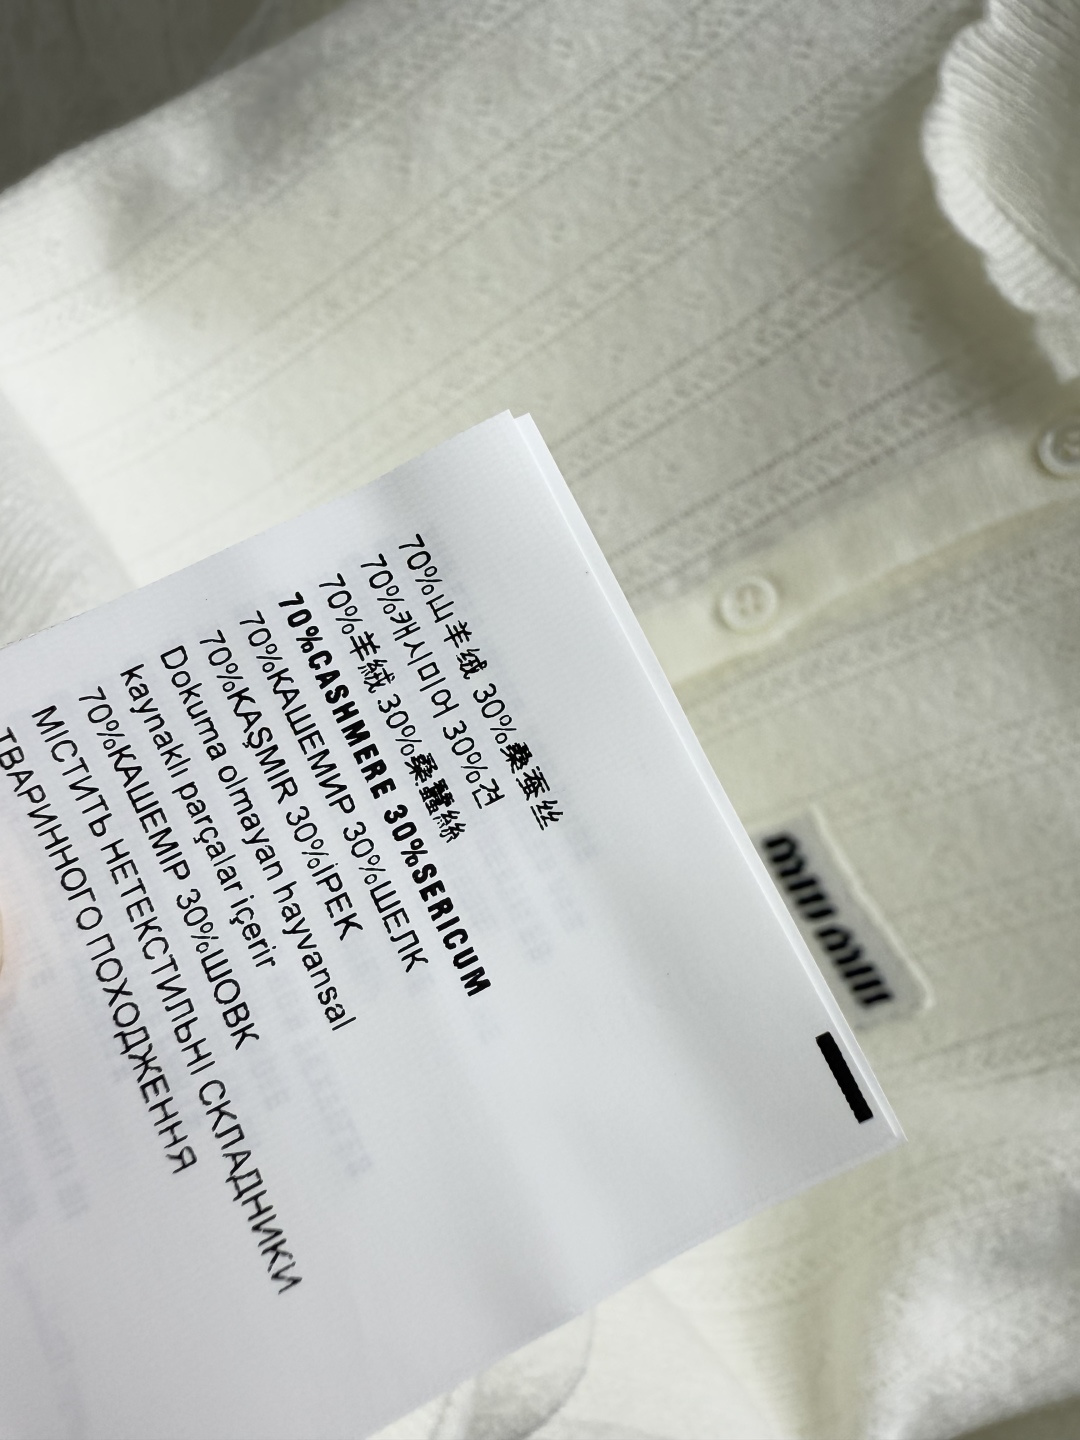 70%山羊绒 30%桑蚕丝
70%캐시미어 30%견
70%羊絨 30%桑蠶絲
70%CASHMERE 30%SERICUM
70%КАШЕМИР 30%ШЕЛК
70%KAŞMIR 30%İPEK
Dokuma olmayan hayvansal
kaynaklı parçalar içerir
70%КАШЕМІР 30%ШОВК
МІСТИТЬ НЕТЕКСТИЛЬНІ СКЛАДНИКИ
ТВАРИННОГО ПОХОДЖЕННЯ
miu miu